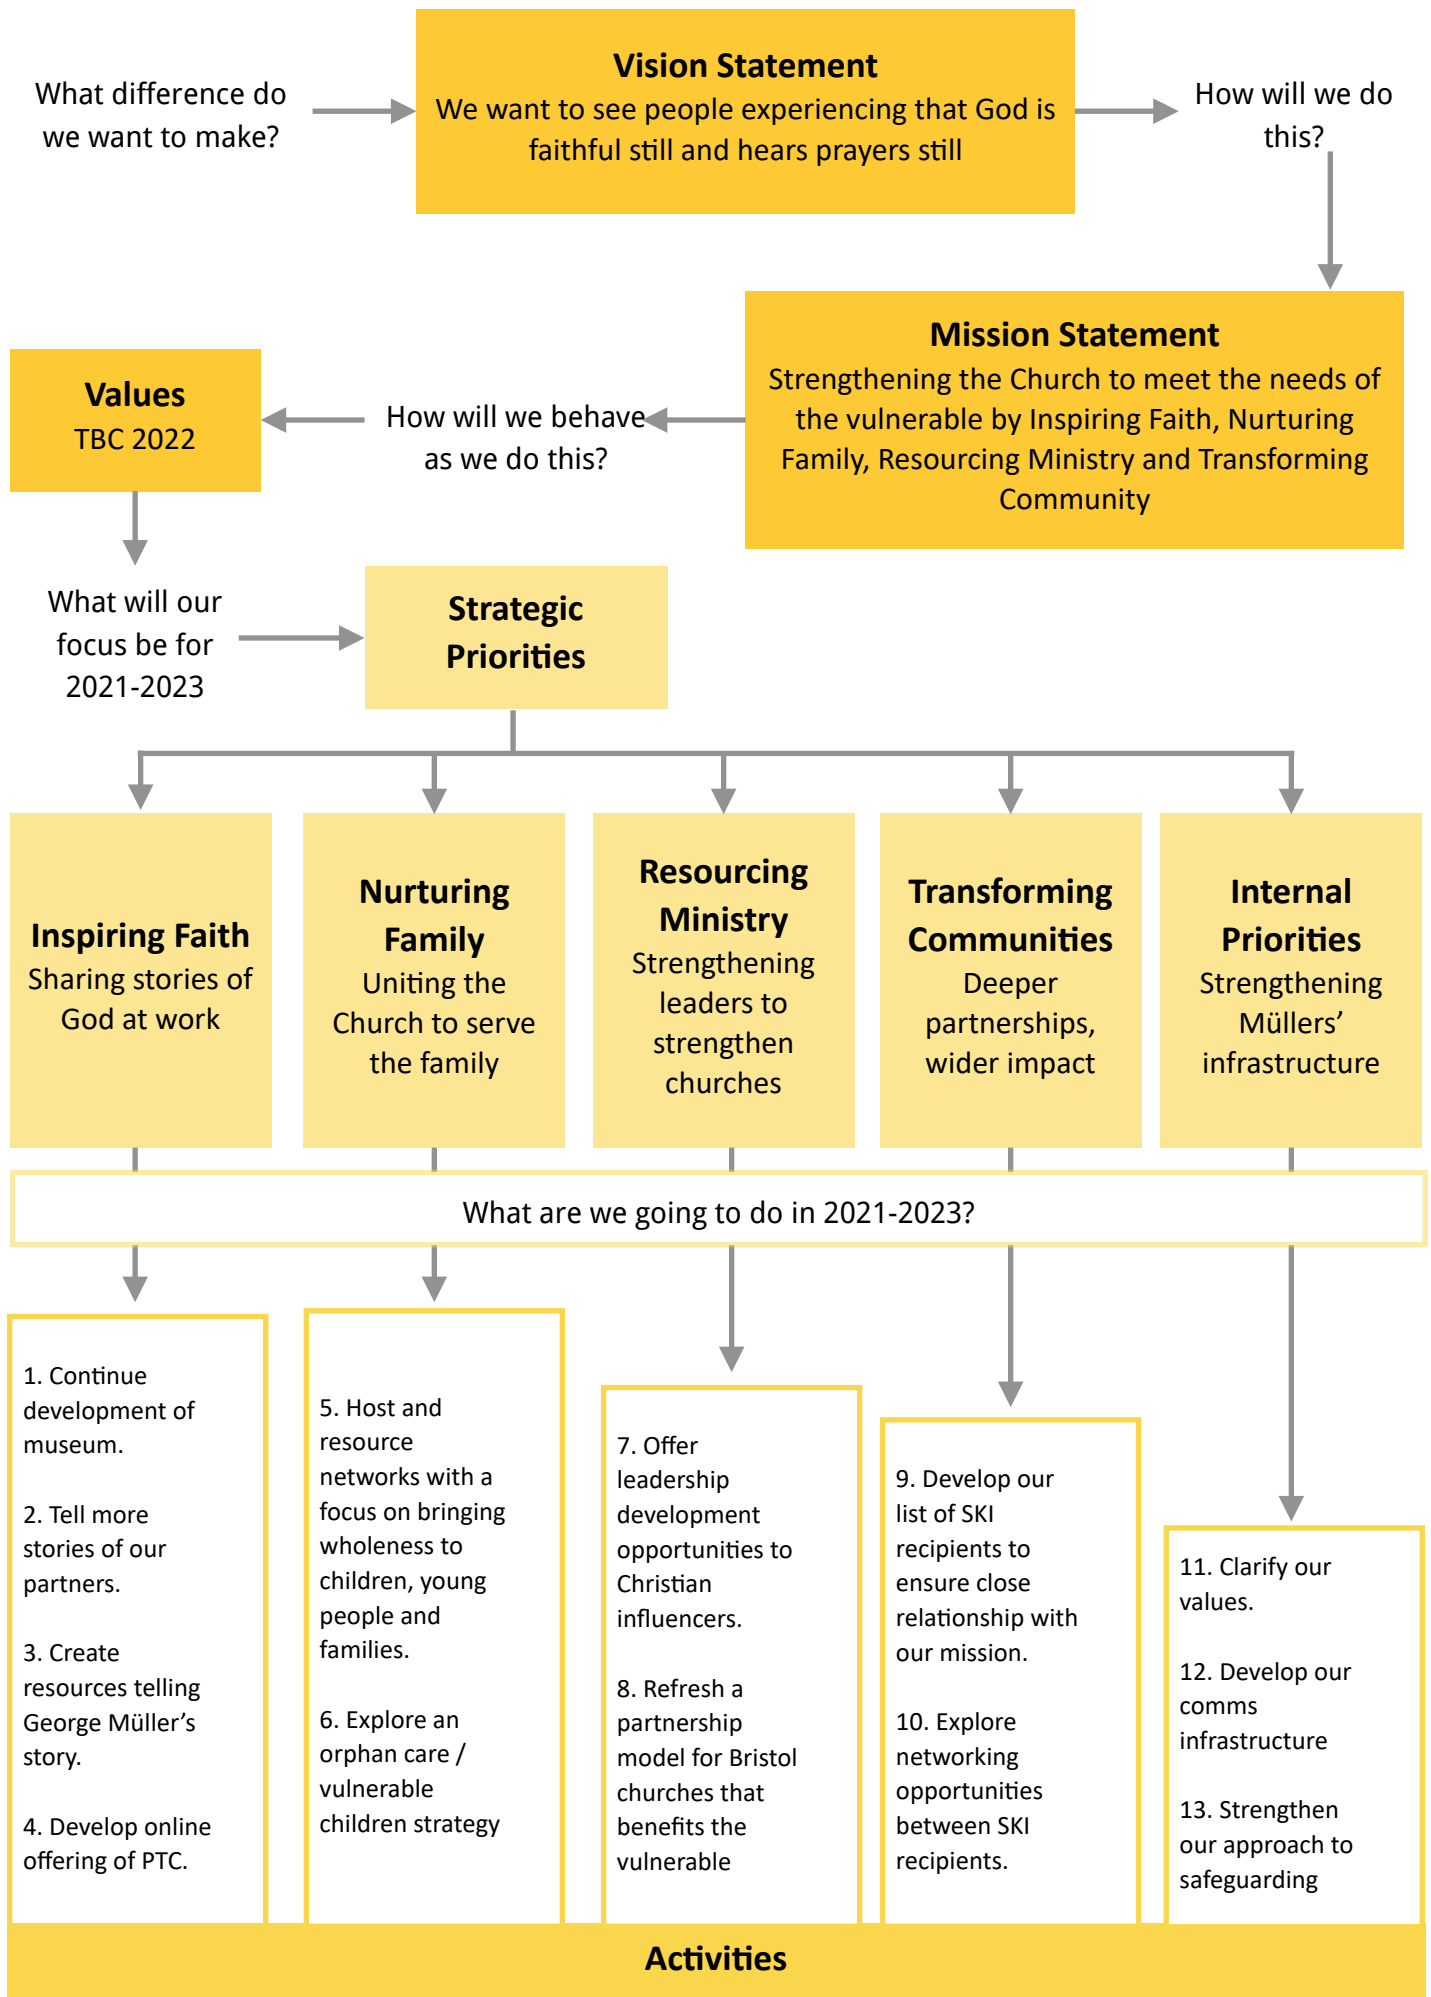 What difference do
we want to make?
Vision Statement
We want to see people experiencing that God is
faithful still and hears prayers still
How will we do
this?
Mission Statement
Strengthening the Church to meet the needs of
the vulnerable by Inspiring Faith, Nurturing
Family, Resourcing Ministry and Transforming
Community
How will we behave
as we do this?
Values
TBC 2022
What will our
focus be for
2021-2023
Strategic
Priorities
Inspiring Faith
Sharing stories of
God at work
Nurturing
Family
Uniting the
Church to serve
the family
Resourcing
Ministry
Strengthening
leaders to
strengthen
churches
Transforming
Communities
Deeper
partnerships,
wider impact
Internal
Priorities
Strengthening
Müllers’
infrastructure
What are we going to do in 2021-2023?
1. Continue
development of
museum.
2. Tell more
stories of our
partners.
3. Create
resources telling
George Müller’s
story.
4. Develop online
offering of PTC.
5. Host and
resource
networks with a
focus on bringing
wholeness to
children, young
people and
families.
6. Explore an
orphan care /
vulnerable
children strategy
7. Offer
leadership
development
opportunities to
Christian
influencers.
8. Refresh a
partnership
model for Bristol
churches that
benefits the
vulnerable
9. Develop our
list of SKI
recipients to
ensure close
relationship with
our mission.
10. Explore
networking
opportunities
between SKI
recipients.
11. Clarify our
values.
12. Develop our
comms
infrastructure
13. Strengthen
our approach to
safeguarding
Activities